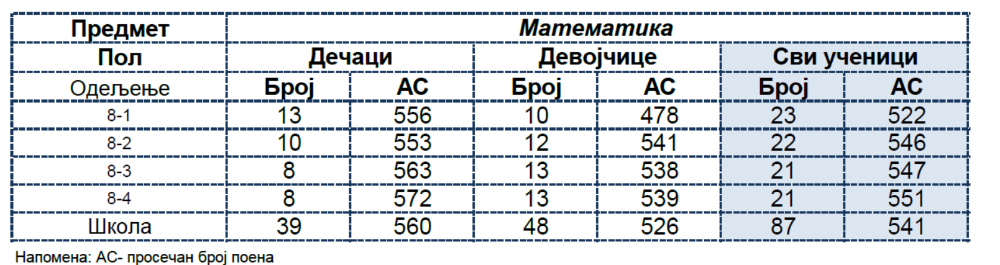 Предмет Математика
Пол Дечаци Девојчице Сви ученици
Одељење Број АС Број АС Број АС
8-1 13 556 10 478 23 522
8-2 10 553 12 541 22 546
8-3 8 563 13 538 21 547
8-4 8 572 13 539 21 551
Школа 39 560 48 526 87 541
Напомена: АС- просечан број поена